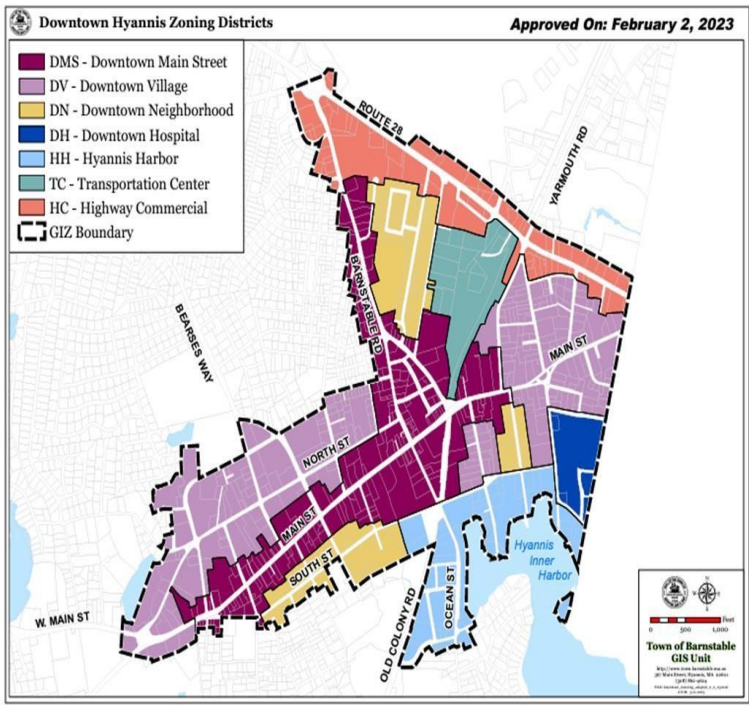 Downtown Hyannis Zoning Districts
Approved On: February 2, 2023
DMS - Downtown Main Street
DV - Downtown Village
DN - Downtown Neighborhood
DH - Downtown Hospital
HH - Hyannis Harbor
TC - Transportation Center
HC - Highway Commercial
GIZ Boundary
ROUTE 28
YARMOUTH RD
BARNSTABLE RD
BEARSES WAY
MAIN ST
NORTH ST
MAIN ST
SOUTH ST
Hyannis
Inner
Harbor
W. MAIN ST
OLD COLONY RD
OCEAN ST
Feet
0 500 1,000
Town of Barnstable
GIS Unit